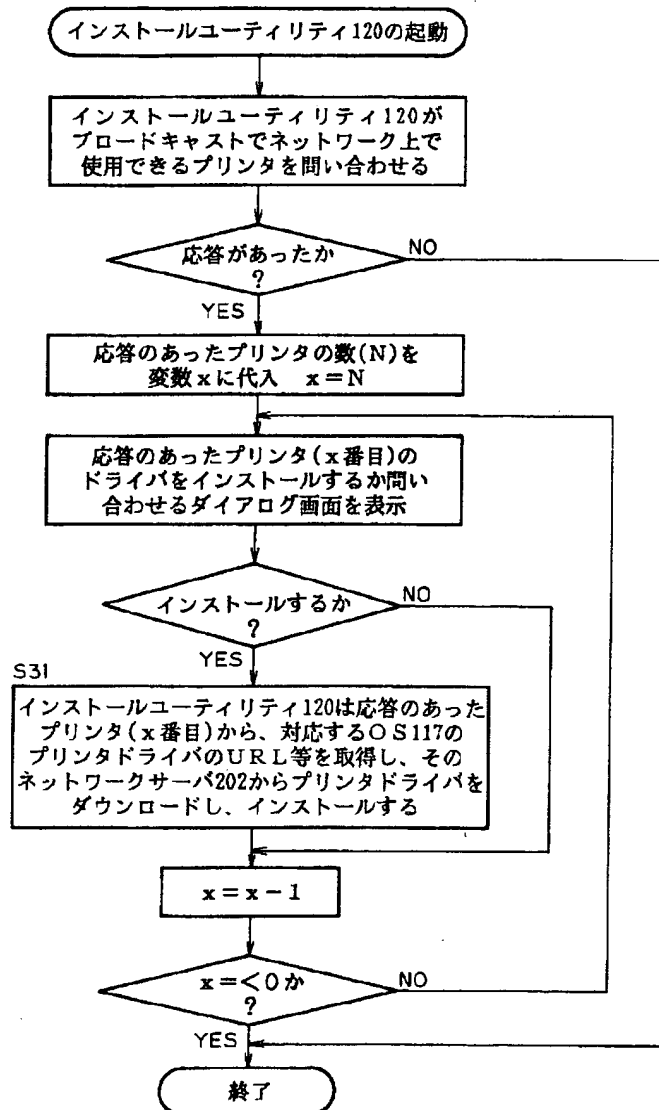 インストールユーティリティ120の起動
インストールユーティリティ120が
ブロードキャストでネットワーク上で
使用できるプリンタを問い合わせる
応答があったか
?
NO
YES
応答のあったプリンタの数(N)を
変数xに代入 x=N
応答のあったプリンタ(x番目)の
ドライバをインストールするか問い
合わせるダイアログ画面を表示
インストールするか
?
NO
YES
S31
インストールユーティリティ120は応答のあった
プリンタ(x番目)から、対応するOS117の
プリンタドライバのURL等を取得し、その
ネットワークサーバ202からプリンタドライバを
ダウンロードし、インストールする
x=x-1
x=<0か
?
NO
YES
終了